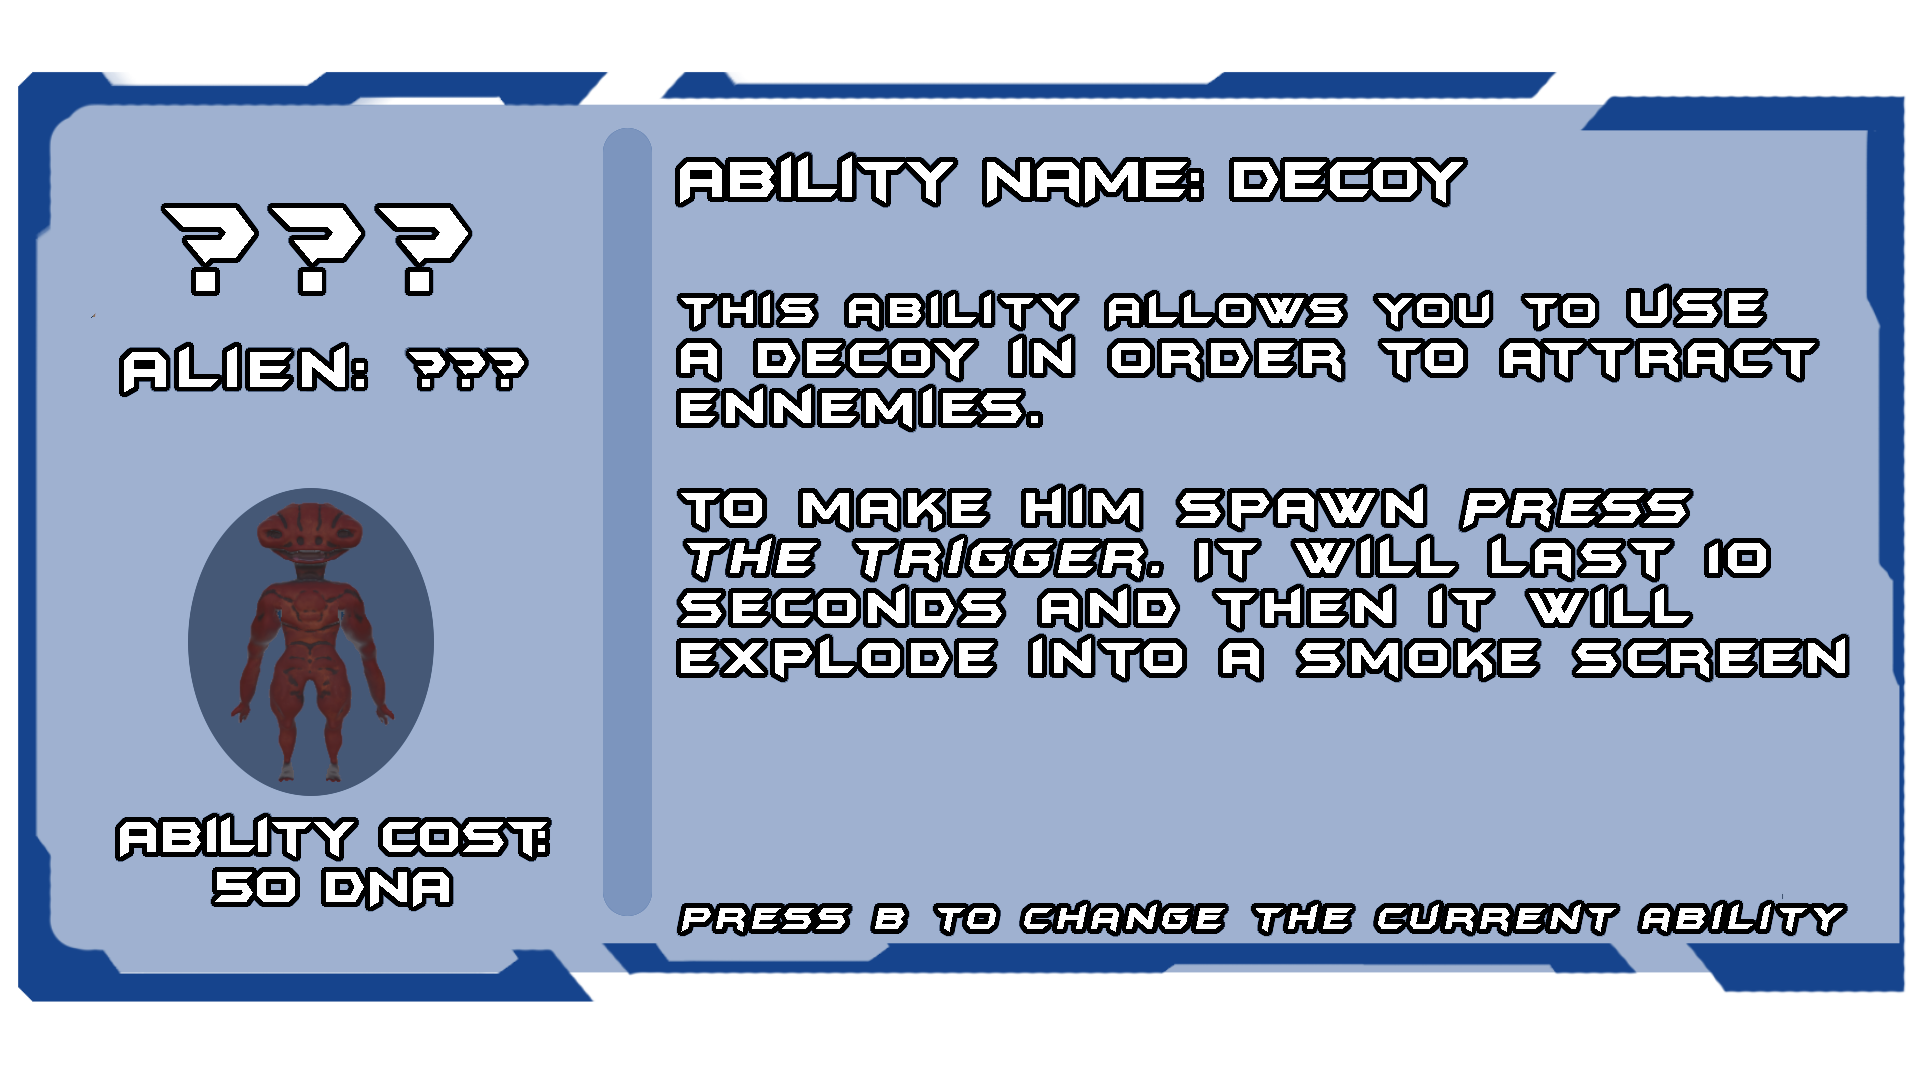 ???
ALIEN: ???
ABILITY COST:
50 DNA
ABILITY NAME: DECOY
THIS ABILITY ALLOWS YOU TO USE
A DECOY IN ORDER TO ATTRACT
ENNEMIES.
TO MAKE HIM SPAWN PRESS
THE TRIGGER. IT WILL LAST 10
SECONDS AND THEN IT WILL
EXPLODE INTO A SMOKE SCREEN
PRESS B TO CHANGE THE CURRENT ABILITY